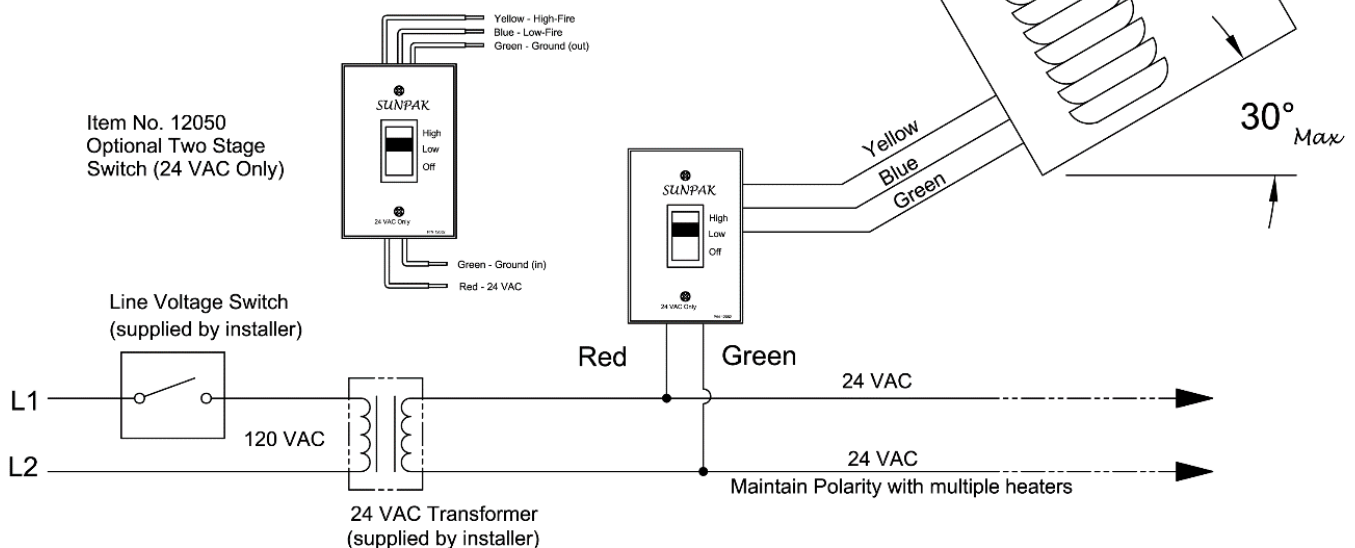 Yellow - High-Fire
Blue - Low-Fire
Green - Ground (out)
Item No. 12050
Optional Two Stage
Switch (24 VAC Only)
SUNPAK
High
Low
Off
24 VAC Only
Green - Ground (in)
Red - 24 VAC
Yellow
Blue
Green
30°
Max
SUNPAK
High
Low
Off
24 VAC Only
Line Voltage Switch
(supplied by installer)
Red
Green
L1
24 VAC
120 VAC
L2
24 VAC
Maintain Polarity with multiple heaters
24 VAC Transformer
(supplied by installer)